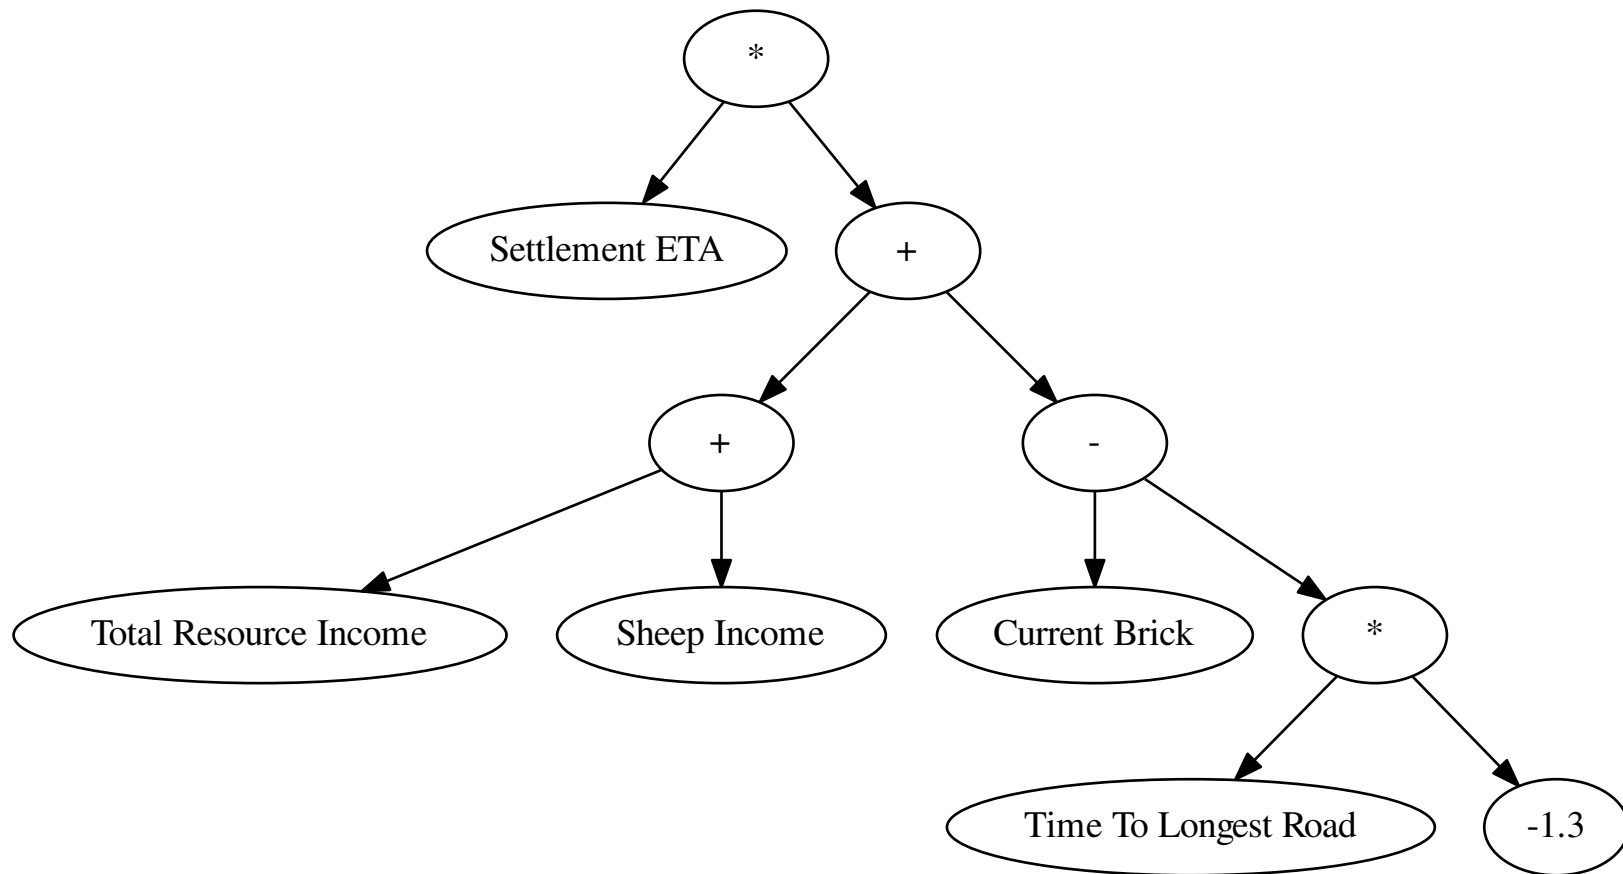 *
Settlement ETA
+
+
-
Total Resource Income
Sheep Income
Current Brick
*
Time To Longest Road
-1.3